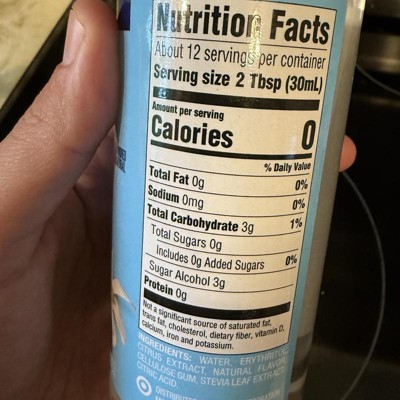 Nutrition Facts
About 12 servings per container
Serving size 2 Tbsp (30mL)
Amount per serving
Calories 0
% Daily Value
Total Fat 0g 0%
Sodium 0mg 0%
Total Carbohydrate 3g 1%
Total Sugars 0g
Includes 0g Added Sugars 0%
Sugar Alcohol 3g
Protein 0g
Not a significant source of saturated fat,
trans fat, cholesterol, dietary fiber, vitamin D,
calcium, iron and potassium.
INGREDIENTS: WATER, ERYTHRITOL,
CITRUS EXTRACT, NATURAL FLAVOR,
CELLULOSE GUM, STEVIA LEAF EXTRACT,
CITRIC ACID.